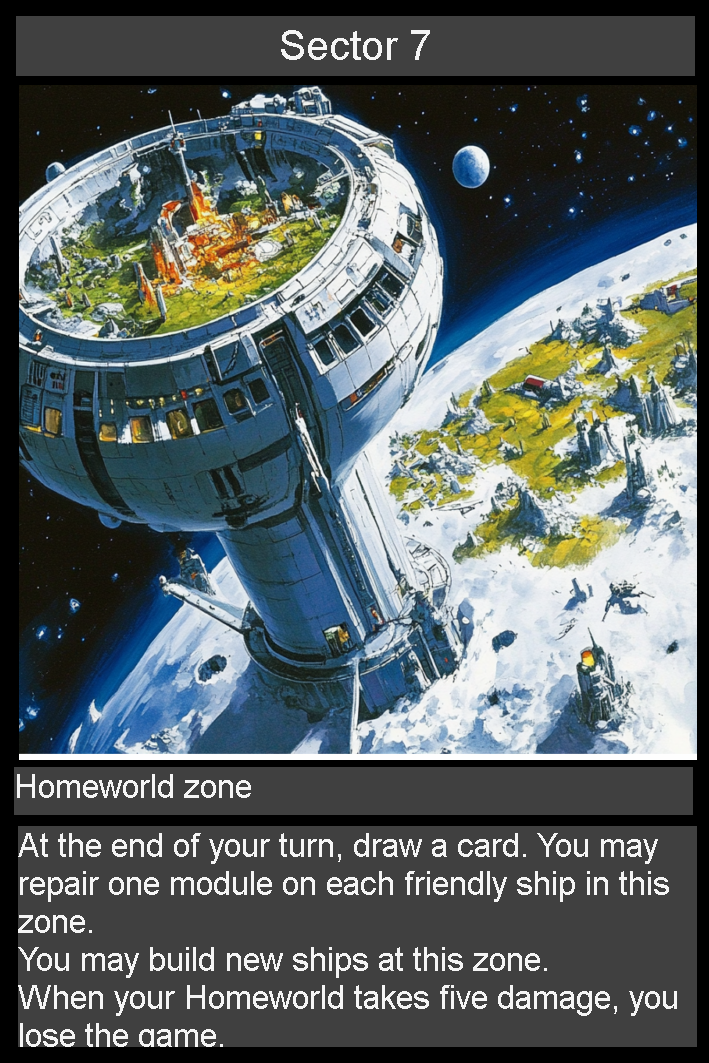 Sector 7
Homeworld zone
At the end of your turn, draw a card. You may
repair one module on each friendly ship in this
zone.
You may build new ships at this zone.
When your Homeworld takes five damage, you
lose the game.